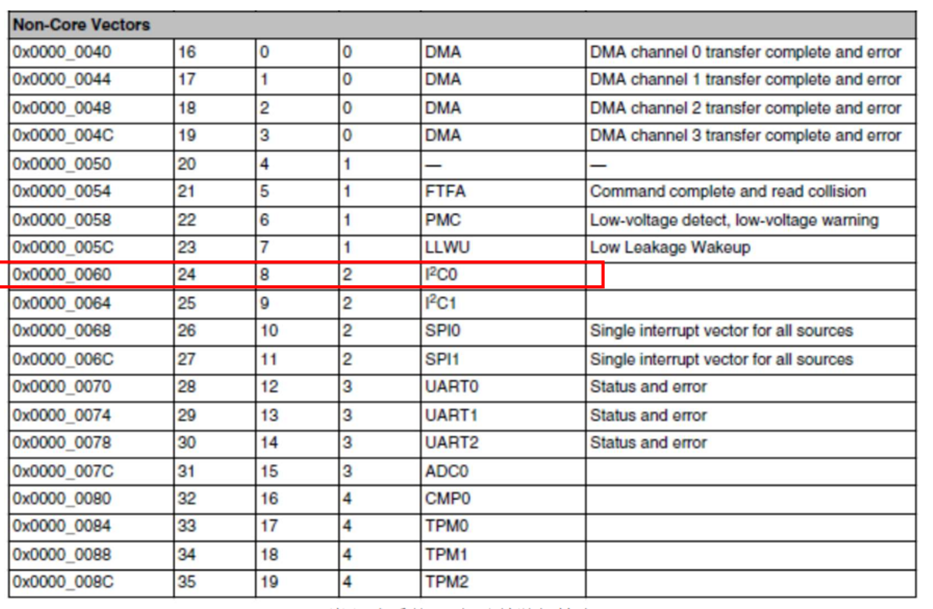 Non-Core Vectors
0x0000_0040 16 0 0 DMA DMA channel 0 transfer complete and error
0x0000_0044 17 1 0 DMA DMA channel 1 transfer complete and error
0x0000_0048 18 2 0 DMA DMA channel 2 transfer complete and error
0x0000_004C 19 3 0 DMA DMA channel 3 transfer complete and error
0x0000_0050 20 4 1 — —
0x0000_0054 21 5 1 FTFA Command complete and read collision
0x0000_0058 22 6 1 PMC Low-voltage detect, low-voltage warning
0x0000_005C 23 7 1 LLWU Low Leakage Wakeup
0x0000_0060 24 8 2 I²C0
0x0000_0064 25 9 2 I²C1
0x0000_0068 26 10 2 SPI0 Single interrupt vector for all sources
0x0000_006C 27 11 2 SPI1 Single interrupt vector for all sources
0x0000_0070 28 12 3 UART0 Status and error
0x0000_0074 29 13 3 UART1 Status and error
0x0000_0078 30 14 3 UART2 Status and error
0x0000_007C 31 15 3 ADC0
0x0000_0080 32 16 4 CMP0
0x0000_0084 33 17 4 TPM0
0x0000_0088 34 18 4 TPM1
0x0000_008C 35 19 4 TPM2